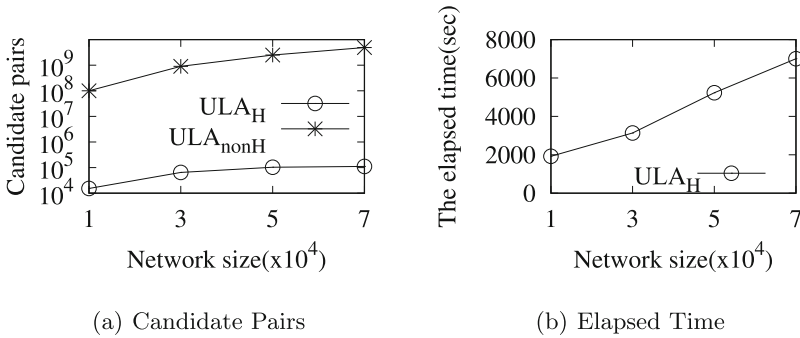 Candidate pairs
10^9
10^8
10^7
10^6
10^5
10^4
ULA_H
ULA_nonH
1 3 5 7
Network size(x10^4)
(a) Candidate Pairs
The elapsed time(sec)
8000
6000
4000
2000
0
ULA_H
1 3 5 7
Network size(x10^4)
(b) Elapsed Time